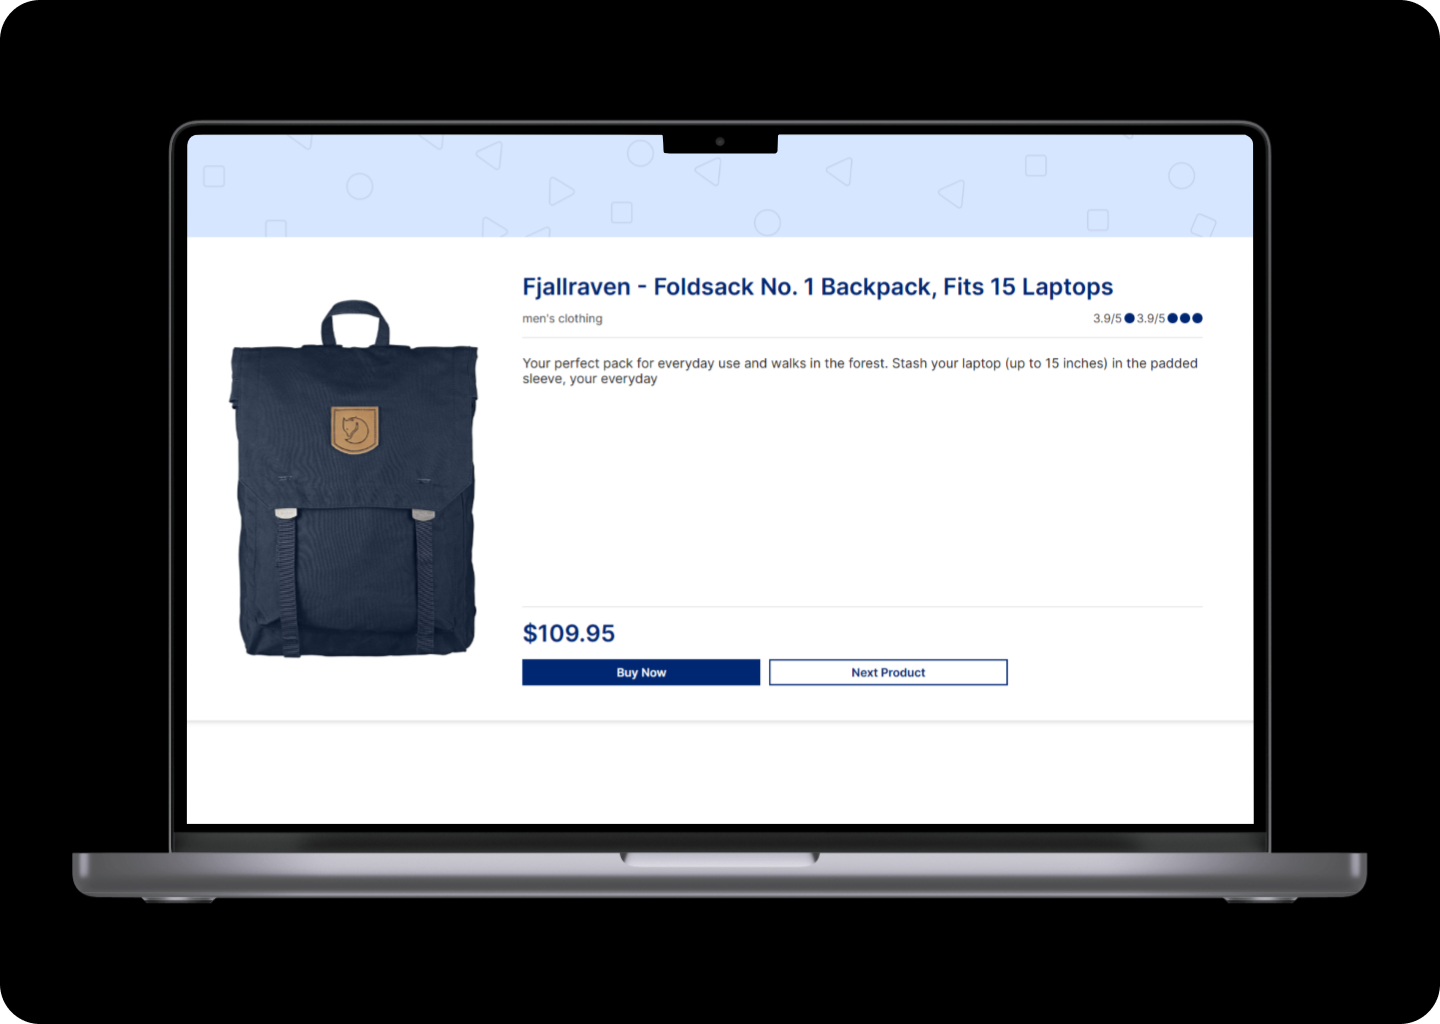 Fjallraven - Foldsack No. 1 Backpack, Fits 15 Laptops
men's clothing 3.9/5 3.9/5
Your perfect pack for everyday use and walks in the forest. Stash your laptop (up to 15 inches) in the padded
sleeve, your everyday
$109.95
Buy Now Next Product